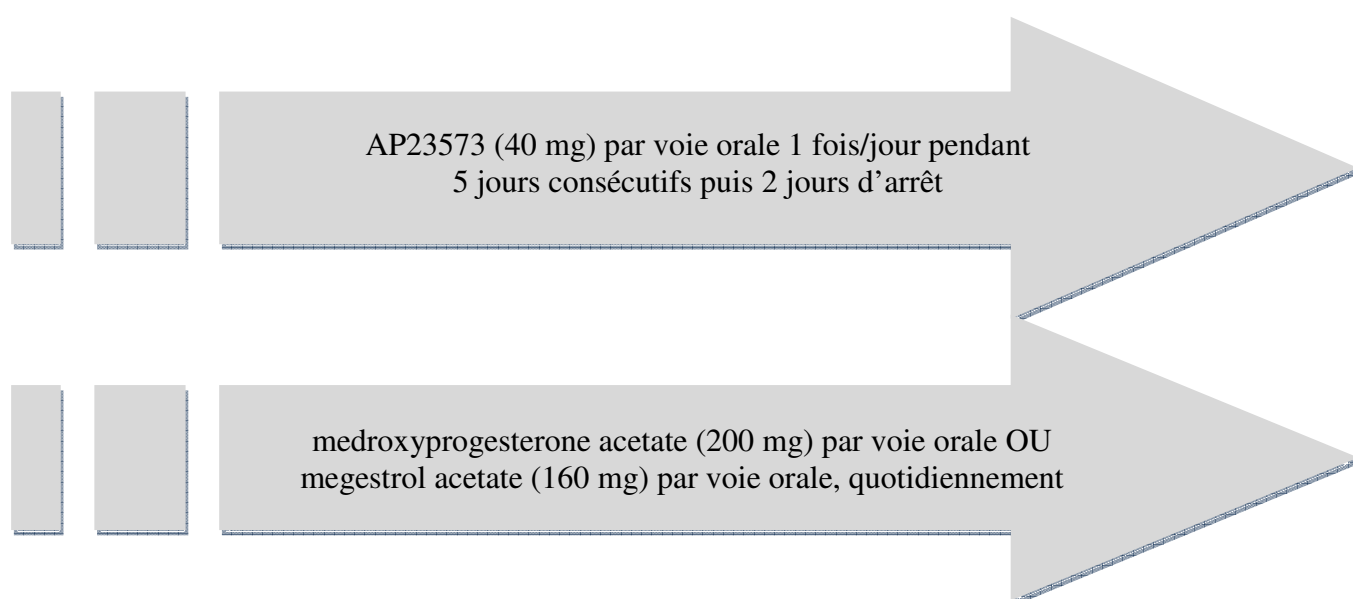 AP23573 (40 mg) par voie orale 1 fois/jour pendant
5 jours consécutifs puis 2 jours d’arrêt
medroxyprogesterone acetate (200 mg) par voie orale OU
megestrol acetate (160 mg) par voie orale, quotidiennement